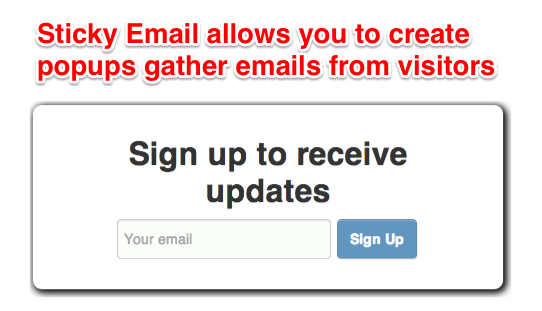 Sticky Email allows you to create
popups gather emails from visitors
Sign up to receive
updates
Your email
Sign Up